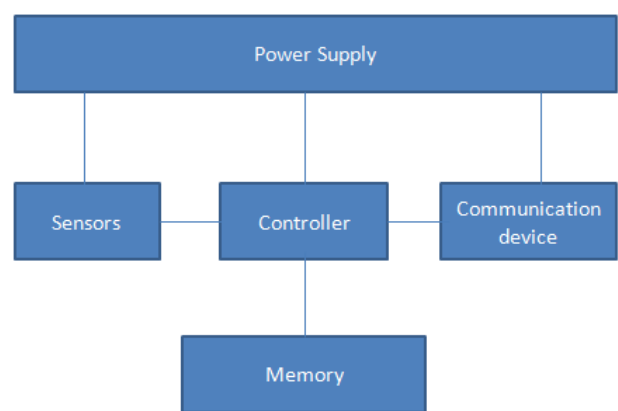 Power Supply
Sensors
Controller
Communication
device
Memory